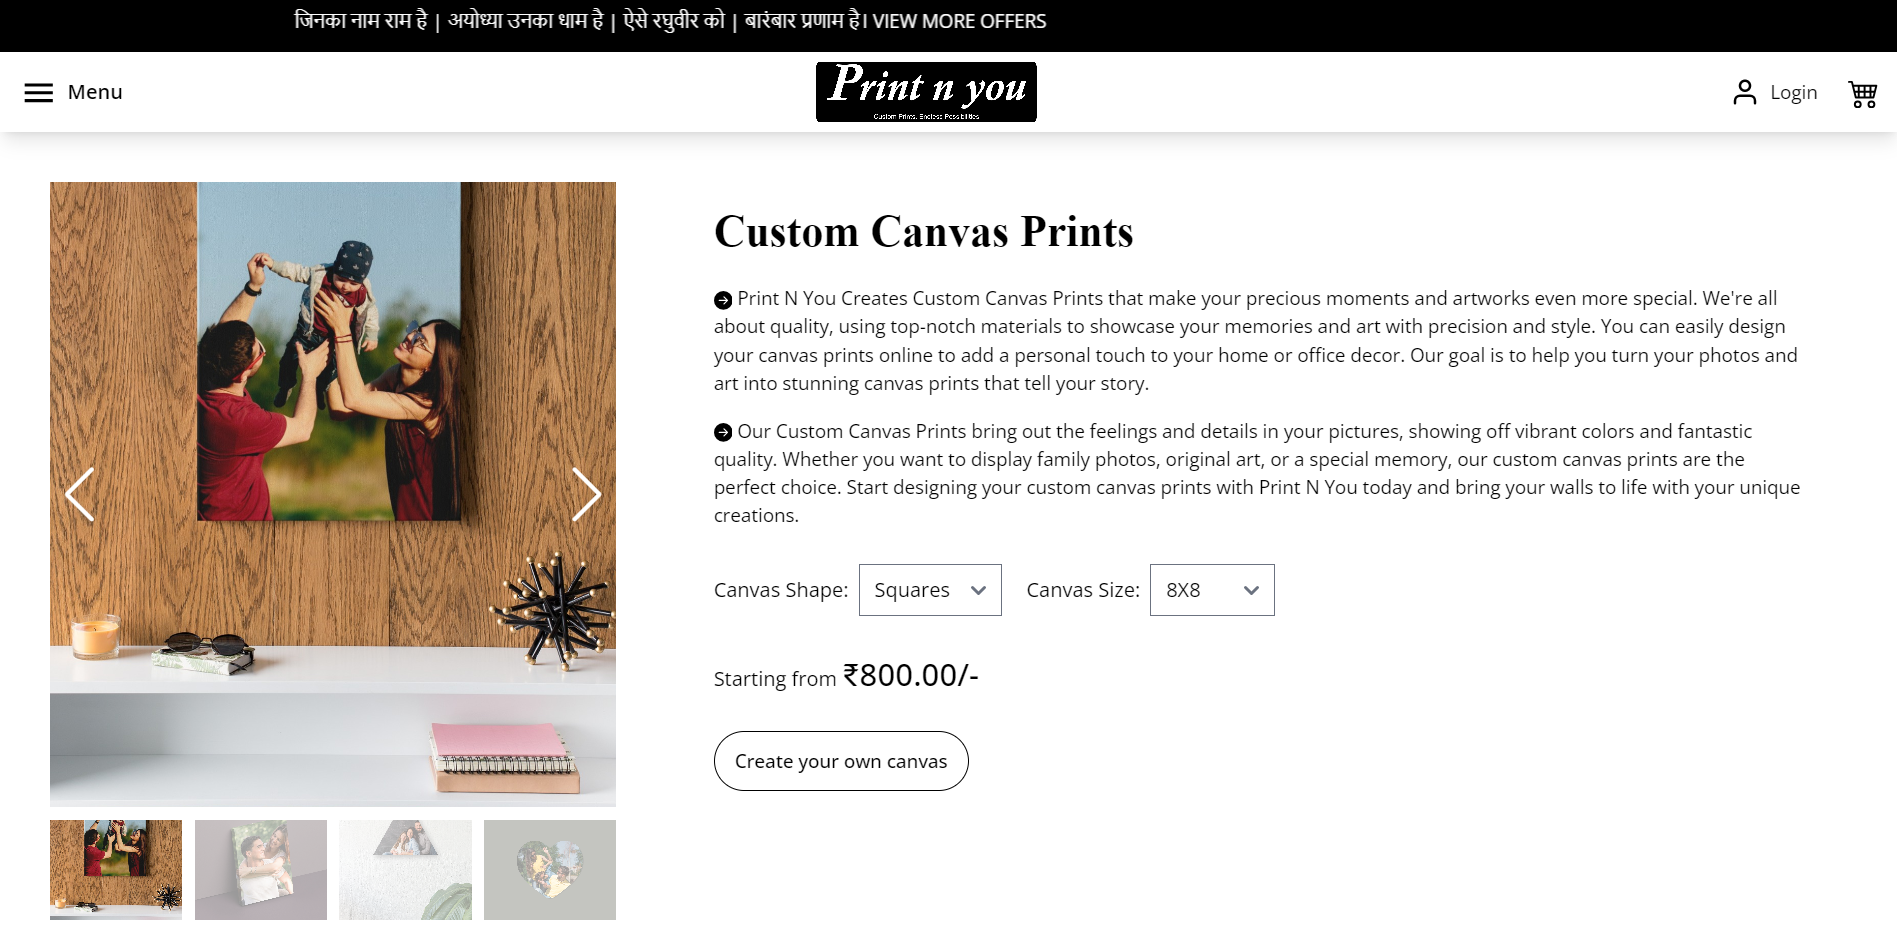 जिनका नाम राम है | अयोध्या उनका धाम है | ऐसे रघुवीर को | बारंबार प्रणाम है। VIEW MORE OFFERS
Menu
Print n you
Custom Prints. Endless Possibilities
Login
Custom Canvas Prints
Print N You Creates Custom Canvas Prints that make your precious moments and artworks even more special. We're all
about quality, using top-notch materials to showcase your memories and art with precision and style. You can easily design
your canvas prints online to add a personal touch to your home or office decor. Our goal is to help you turn your photos and
art into stunning canvas prints that tell your story.
Our Custom Canvas Prints bring out the feelings and details in your pictures, showing off vibrant colors and fantastic
quality. Whether you want to display family photos, original art, or a special memory, our custom canvas prints are the
perfect choice. Start designing your custom canvas prints with Print N You today and bring your walls to life with your unique
creations.
Canvas Shape: Squares Canvas Size: 8X8
Starting from ₹800.00/-
Create your own canvas